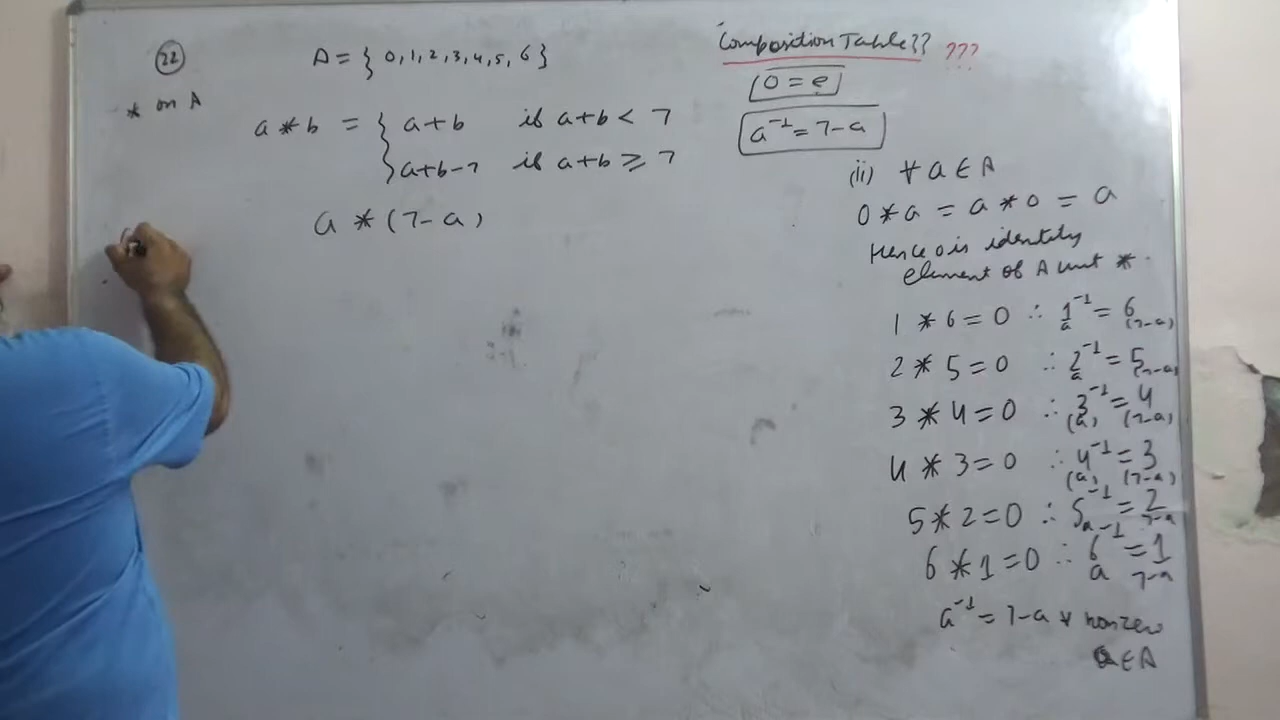 22
A = { 0, 1, 2, 3, 4, 5, 6 }
* on A
a * b = { a+b if a+b < 7
a+b-7 if a+b ⩾ 7
a * (7-a)
Composition Table?? ???
0 = e
a⁻¹ = 7-a
(ii) ∀ a ∈ A
0 * a = a * 0 = a
Hence 0 is identity
element of A wrt *.
1 * 6 = 0 ∴ 1⁻¹ = 6
a (7-a)
2 * 5 = 0 ∴ 2⁻¹ = 5
a (7-a)
3 * 4 = 0 ∴ 3⁻¹ = 4
(a) (7-a)
4 * 3 = 0 ∴ 4⁻¹ = 3
(a) (7-a)
5 * 2 = 0 ∴ 5⁻¹ = 2
a 7-a
6 * 1 = 0 ∴ 6⁻¹ = 1
a 7-a
a⁻¹ = 7-a ∀ nonzero
a ∈ A